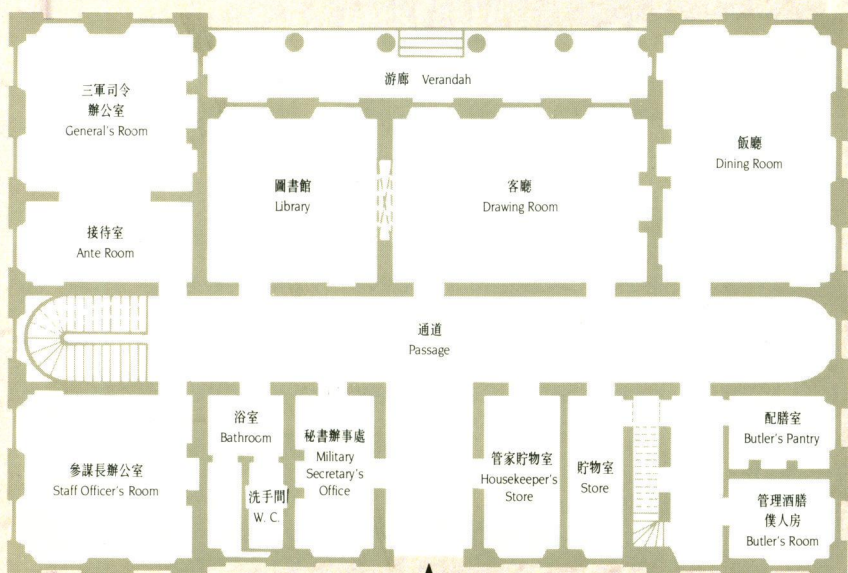 游廊 Verandah
三軍司令
辦公室
General's Room
圖書館
Library
客廳
Drawing Room
飯廳
Dining Room
接待室
Ante Room
通道
Passage
參謀長辦公室
Staff Officer's Room
浴室
Bathroom
洗手間
W. C.
秘書辦事處
Military
Secretary's
Office
管家貯物室
Housekeeper's
Store
貯物室
Store
配膳室
Butler's Pantry
管理酒膳
僕人房
Butler's Room